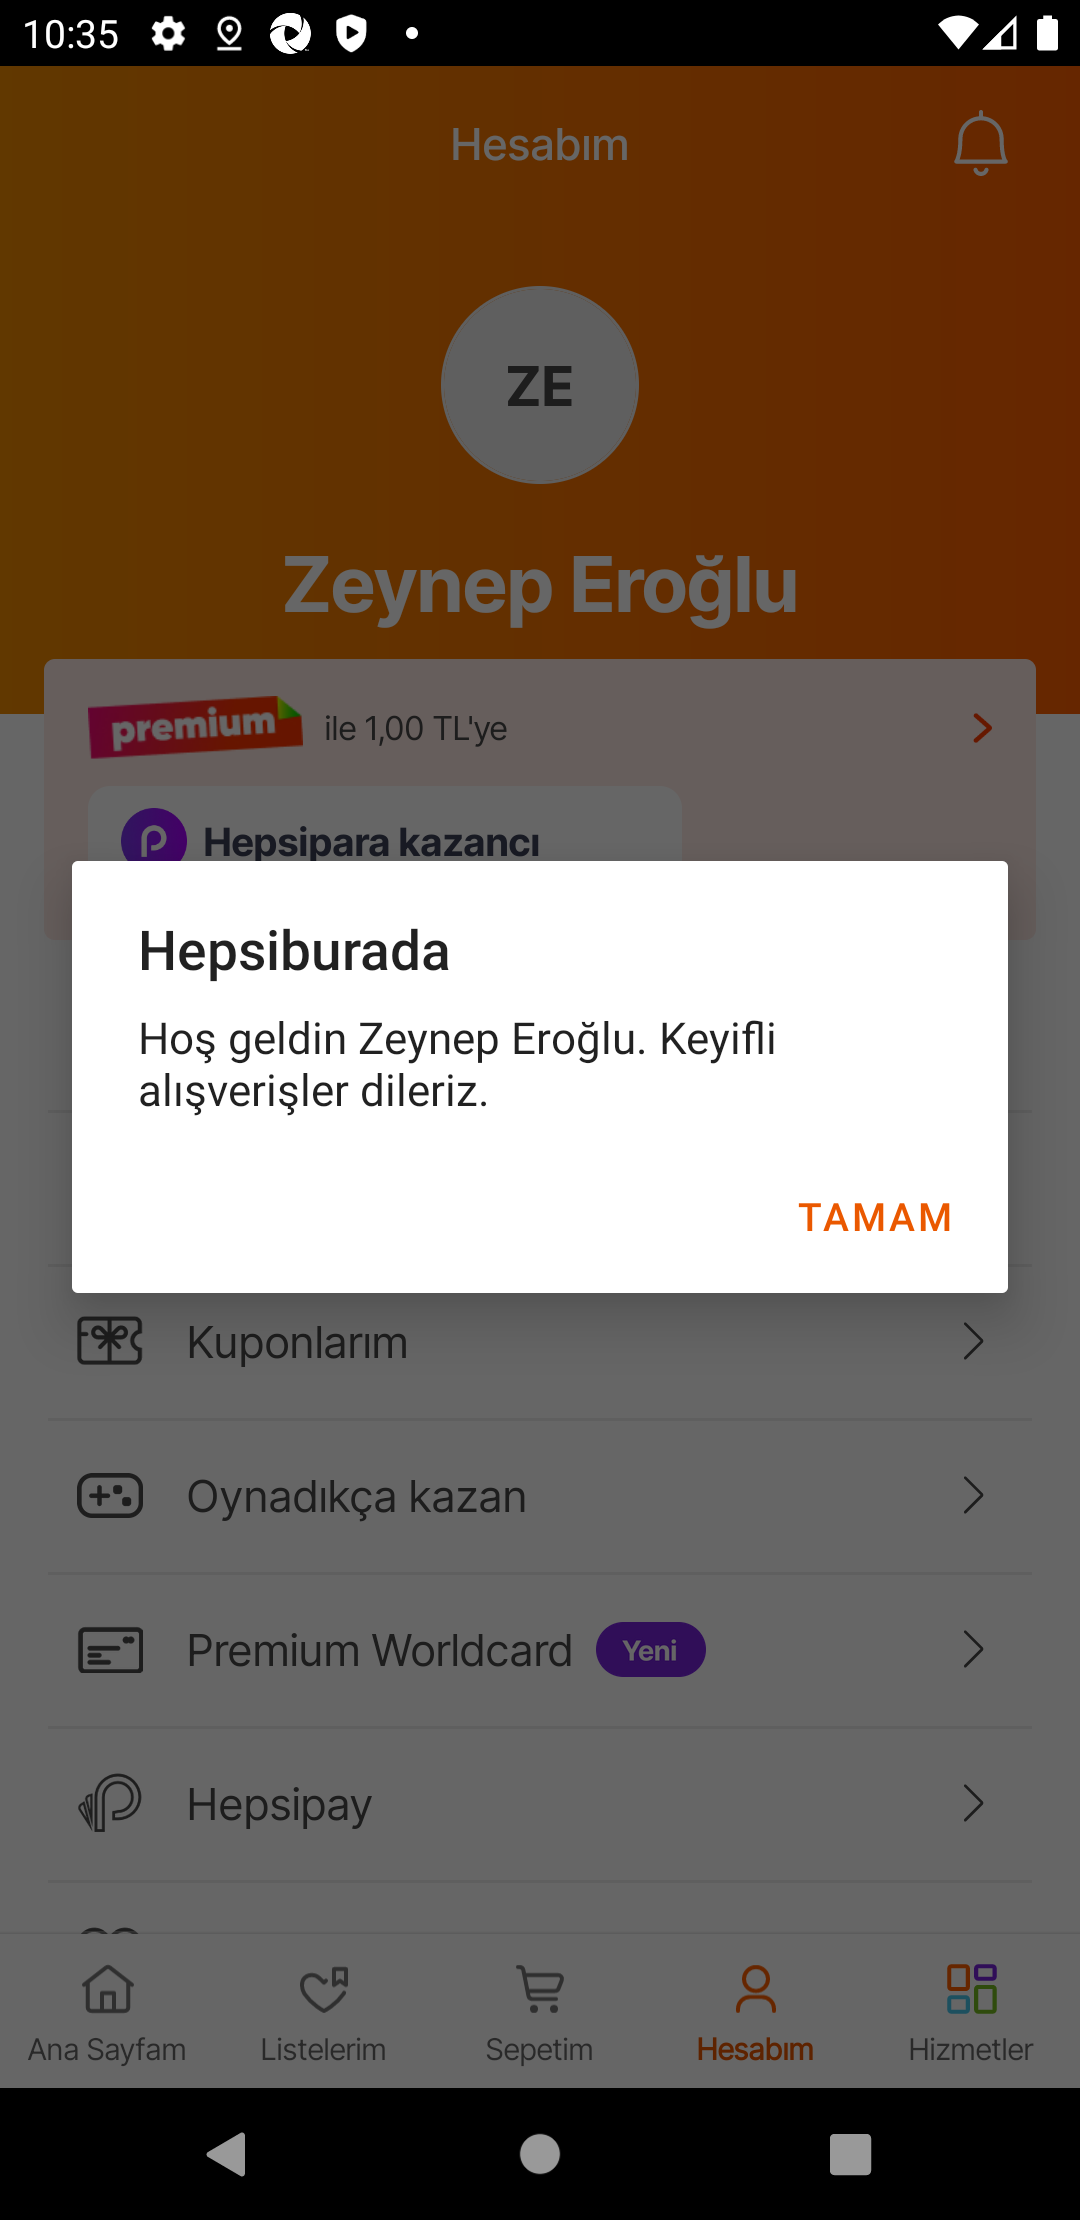 10:35
Hesabım
ZE
Zeynep Eroğlu
premium ile 1,00 TL'ye
Hepsipara kazancı
Hepsiburada
Hoş geldin Zeynep Eroğlu. Keyifli
alışverişler dileriz.
TAMAM
Kuponlarım
Oynadıkça kazan
Premium Worldcard Yeni
Hepsipay
Ana Sayfam Listelerim Sepetim Hesabım Hizmetler